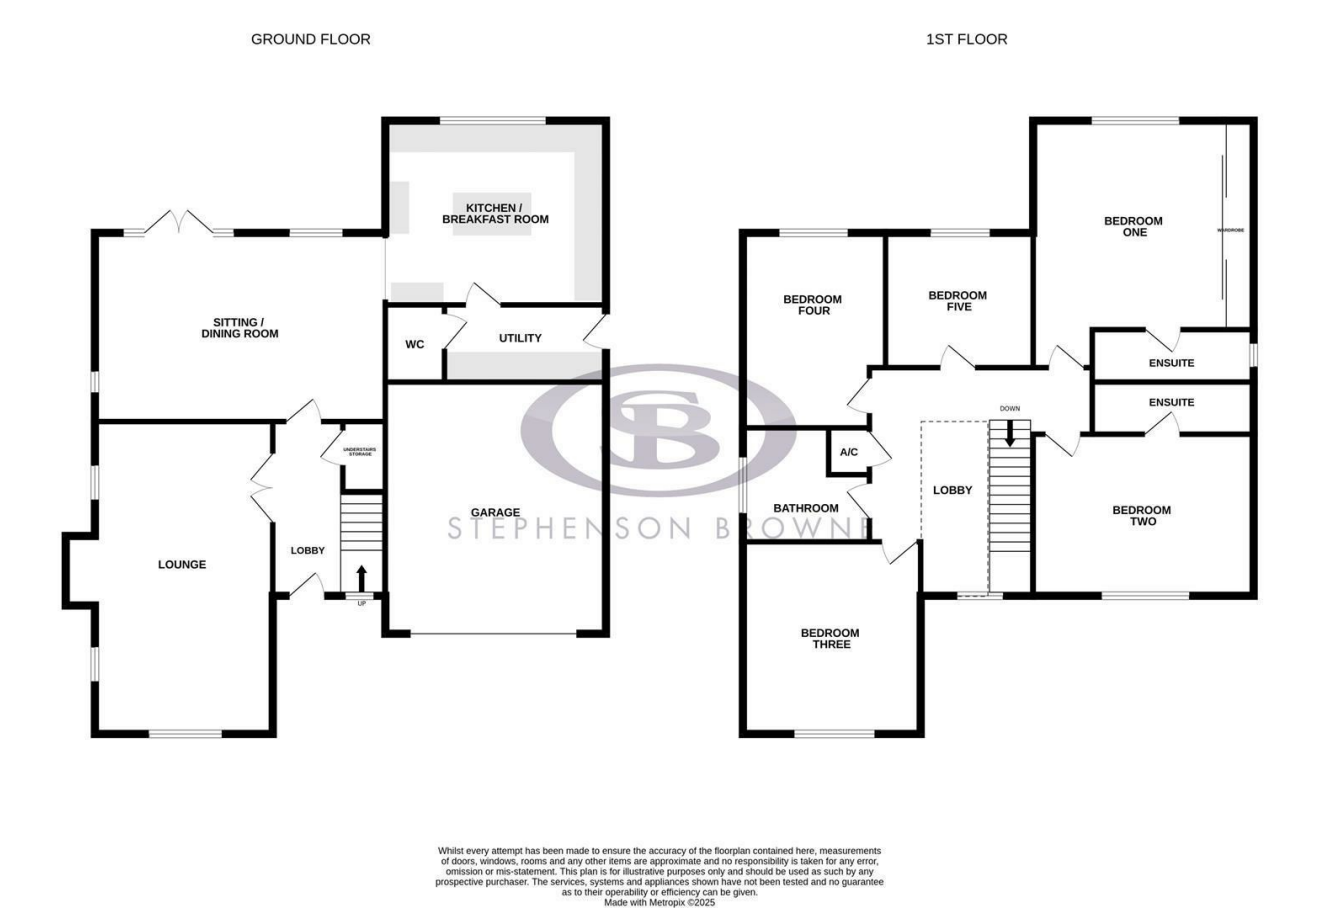 GROUND FLOOR
1ST FLOOR
KITCHEN /
BREAKFAST ROOM
SITTING /
DINING ROOM
WC
UTILITY
UNDERSTAIRS
STORAGE
LOUNGE
LOBBY
UP
GARAGE
BEDROOM
ONE
WARDROBE
BEDROOM
FOUR
BEDROOM
FIVE
ENSUITE
ENSUITE
DOWN
A/C
BATHROOM
LOBBY
BEDROOM
TWO
BEDROOM
THREE
SB
STEPHENSON BROWNE
Whilst every attempt has been made to ensure the accuracy of the floorplan contained here, measurements
of doors, windows, rooms and any other items are approximate and no responsibility is taken for any error,
omission or mis-statement. This plan is for illustrative purposes only and should be used as such by any
prospective purchaser. The services, systems and appliances shown have not been tested and no guarantee
as to their operability or efficiency can be given.
Made with Metropix ©2025